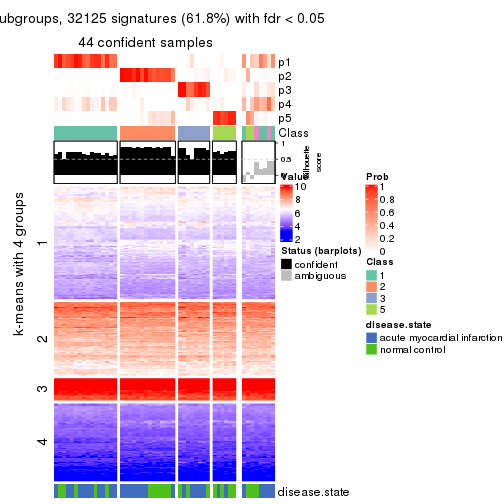 ubgroups, 32125 signatures (61.8%) with fdr < 0.05
44 confident samples
p1
p2
p3
p4
p5
Class
1
0.5
Silhouette
score
k-means with 4 groups
1
2
3
4
disease.state
Value
10
8
6
4
2
Status (barplots)
confident
ambiguous
Prob
1
0.8
0.6
0.4
0.2
0
Class
1
2
3
5
disease.state
acute myocardial infarction
normal control